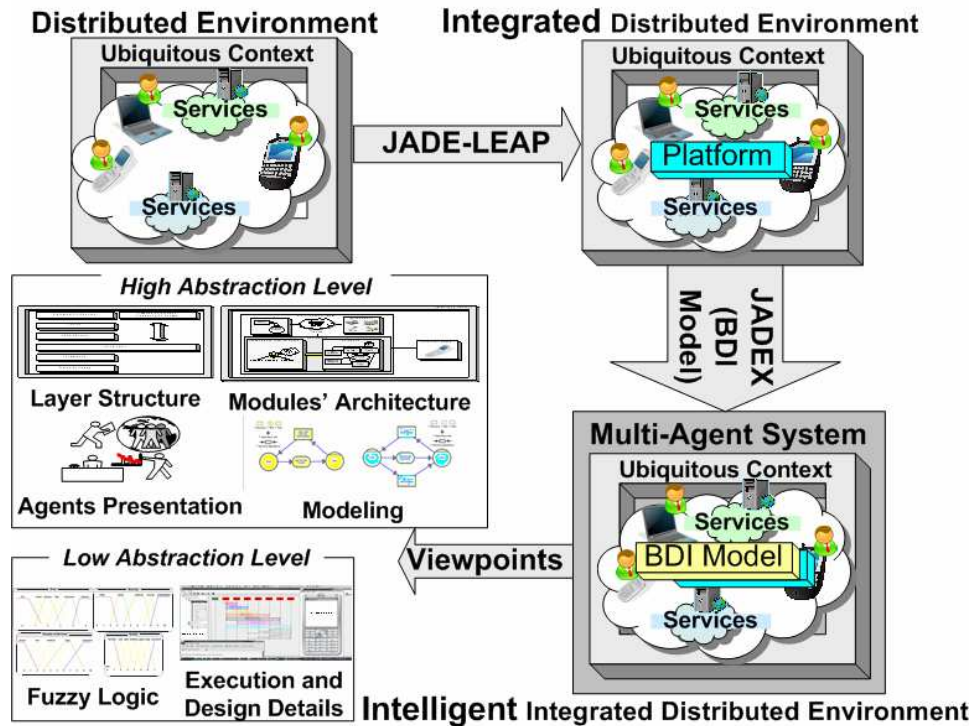 Distributed Environment
Ubiquitous Context
Services
Services
JADE-LEAP
Integrated Distributed Environment
Ubiquitous Context
Services
Platform
Services
JADEX
(BDI
Model)
High Abstraction Level
Layer Structure
Modules' Architecture
Agents Presentation
Modeling
Multi-Agent System
Ubiquitous Context
Services
BDI Model
Services
Viewpoints
Low Abstraction Level
Fuzzy Logic
Execution and
Design Details
Intelligent Integrated Distributed Environment